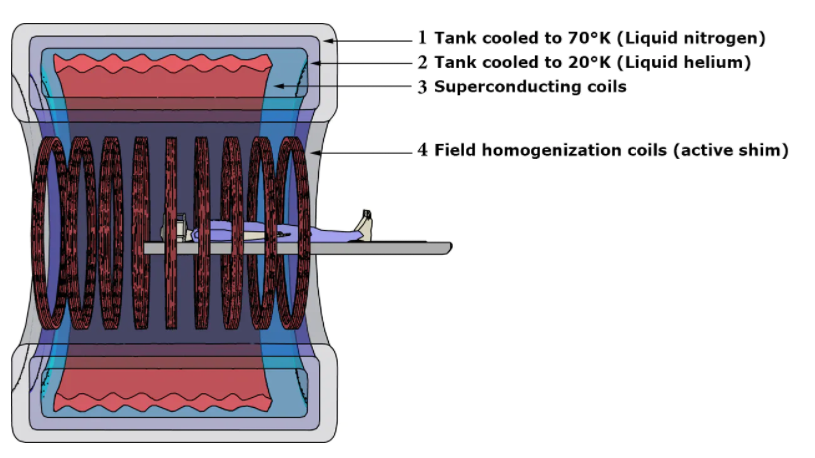 1 Tank cooled to 70°K (Liquid nitrogen)
2 Tank cooled to 20°K (Liquid helium)
3 Superconducting coils
4 Field homogenization coils (active shim)